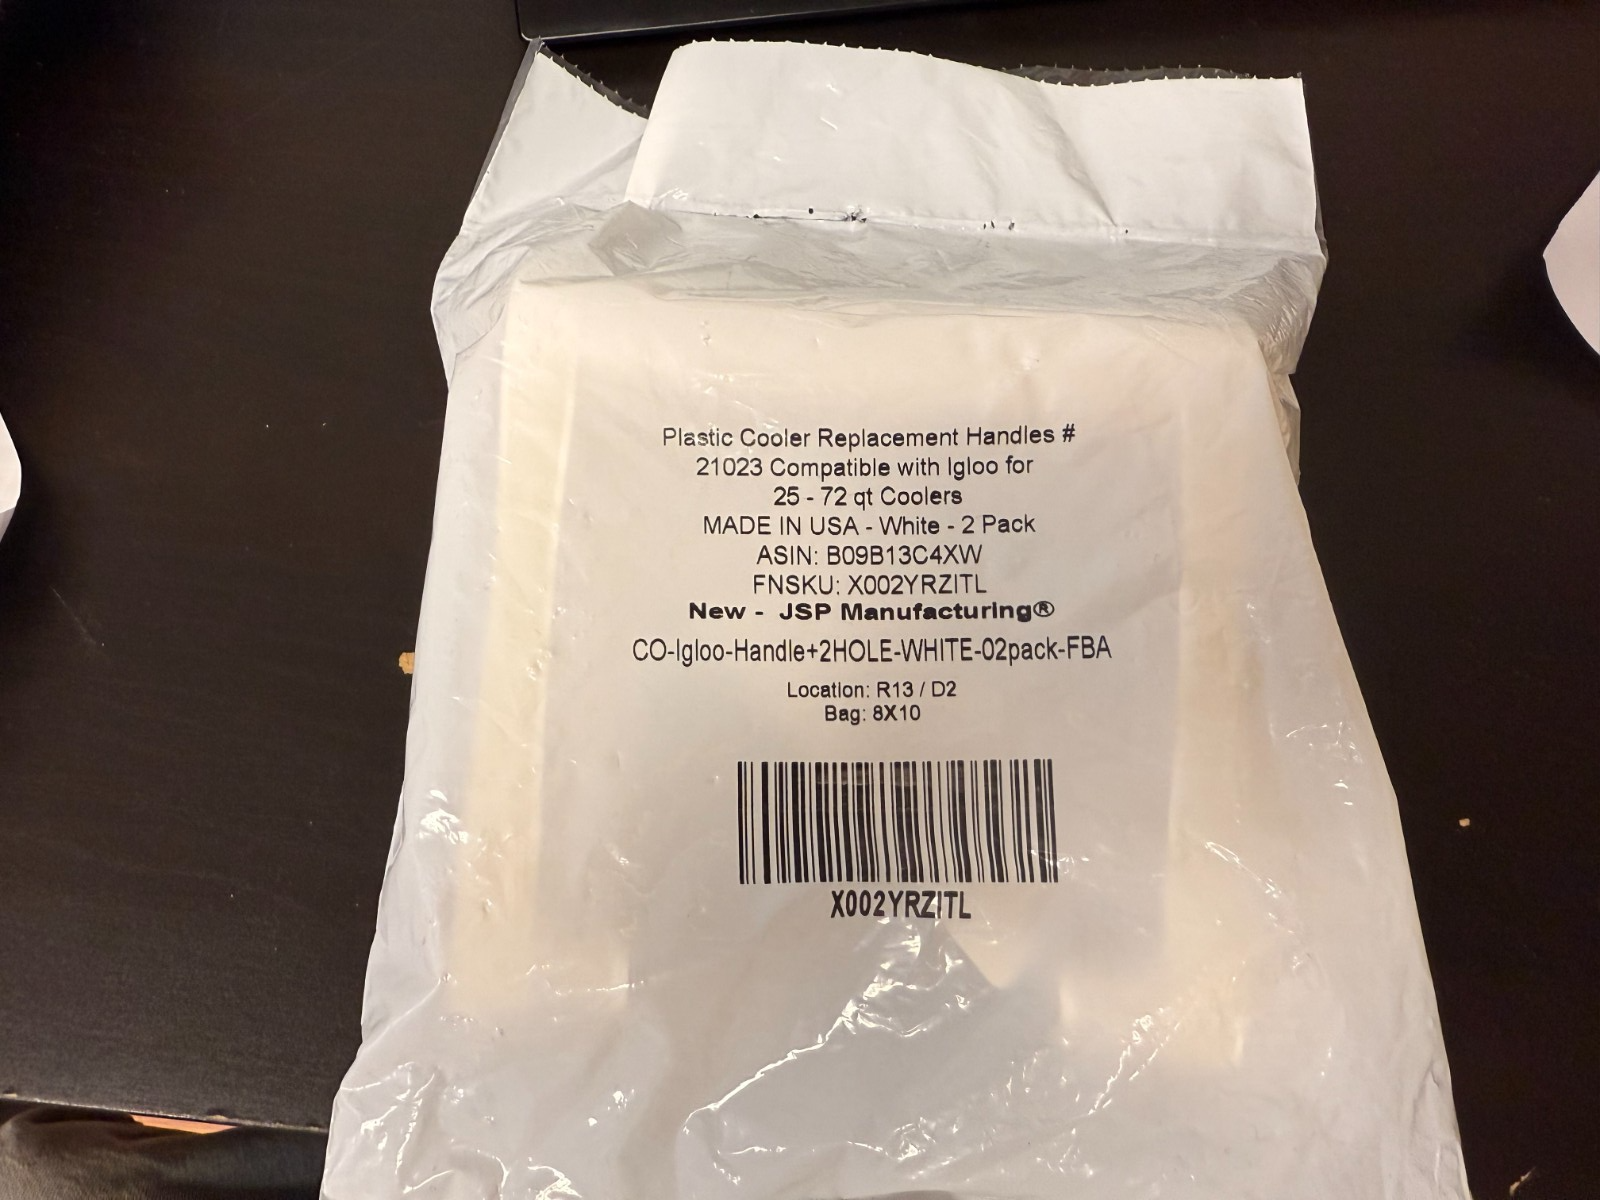 Plastic Cooler Replacement Handles #
21023 Compatible with Igloo for
25 - 72 qt Coolers
MADE IN USA - White - 2 Pack
ASIN: B09B13C4XW
FNSKU: X002YRZITL
New - JSP Manufacturing®
CO-Igloo-Handle+2HOLE-WHITE-02pack-FBA
Location: R13 / D2
Bag: 8X10
X002YRZITL